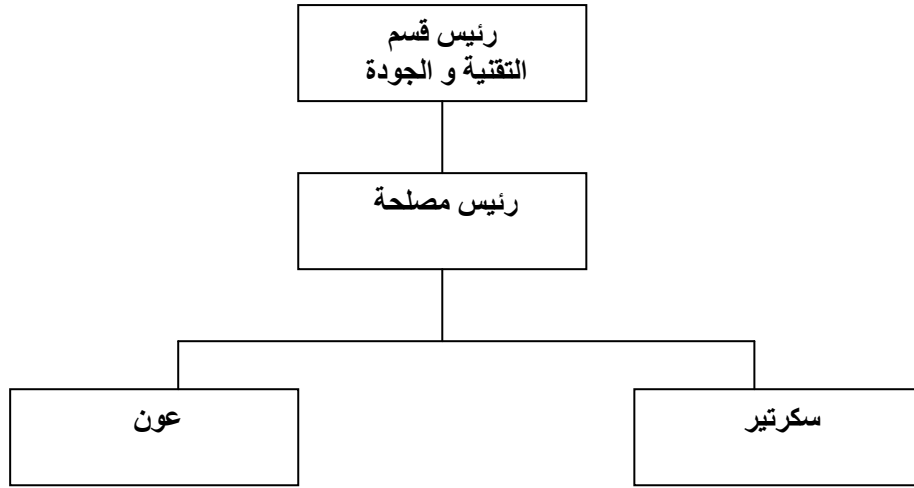 رئيس قسم
التقنية و الجودة
رئيس مصلحة
سكرتير
عون